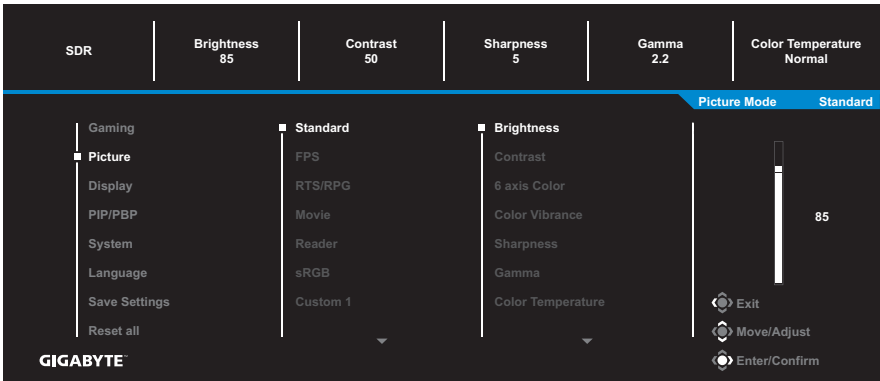 SDR
Brightness
85
Contrast
50
Sharpness
5
Gamma
2.2
Color Temperature
Normal
Picture Mode Standard
Gaming
Picture
Display
PIP/PBP
System
Language
Save Settings
Reset all
Standard
FPS
RTS/RPG
Movie
Reader
sRGB
Custom 1
Brightness
Contrast
6 axis Color
Color Vibrance
Sharpness
Gamma
Color Temperature
85
Exit
Move/Adjust
Enter/Confirm
GIGABYTE™